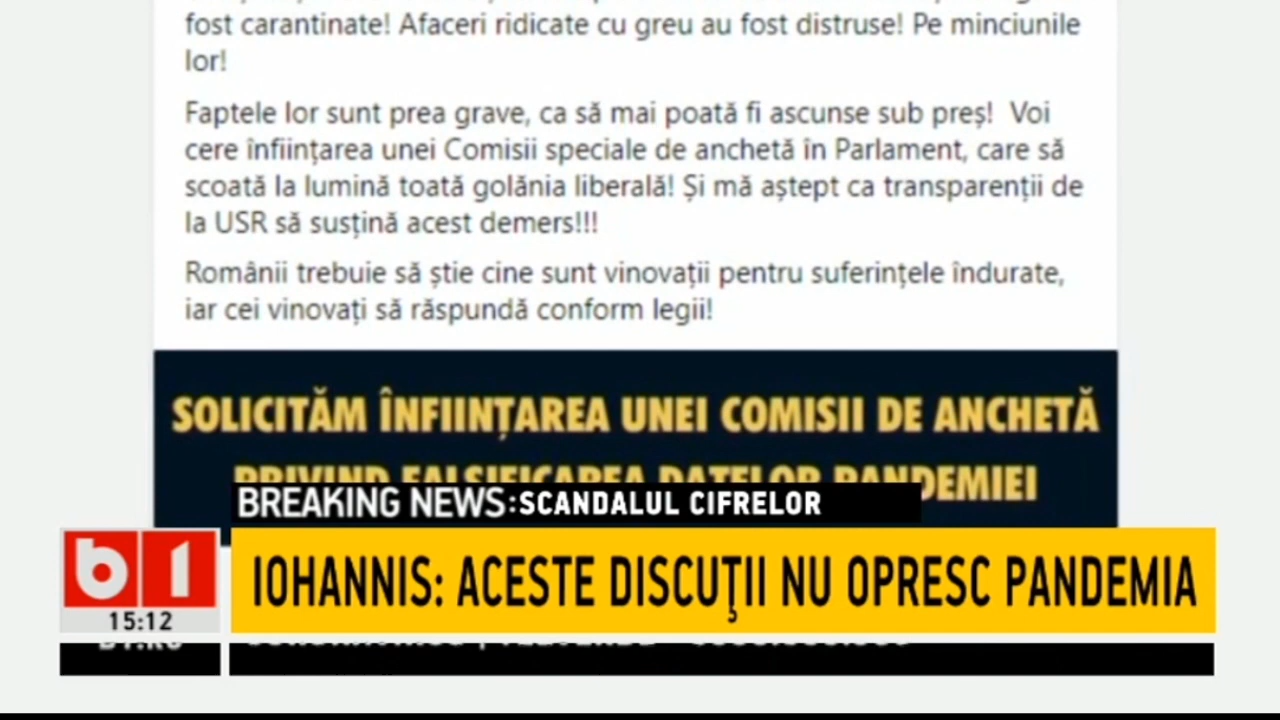 fost carantinate! Afaceri ridicate cu greu au fost distruse! Pe minciunile
lor!
Faptele lor sunt prea grave, ca să mai poată fi ascunse sub preș! Voi
cere înființarea unei Comisii speciale de anchetă în Parlament, care să
scoată la lumină toată golănia liberală! Și mă aștept ca transparenții de
la USR să susțină acest demers!!!
Românii trebuie să știe cine sunt vinovații pentru suferințele îndurate,
iar cei vinovați să răspundă conform legii!
SOLICITĂM ÎNFIINȚAREA UNEI COMISII DE ANCHETĂ
PRIVIND FALSIFICAREA DATELOR PANDEMIEI
BREAKING NEWS:SCANDALUL CIFRELOR
b1
IOHANNIS: ACESTE DISCUŢII NU OPRESC PANDEMIA
15:12